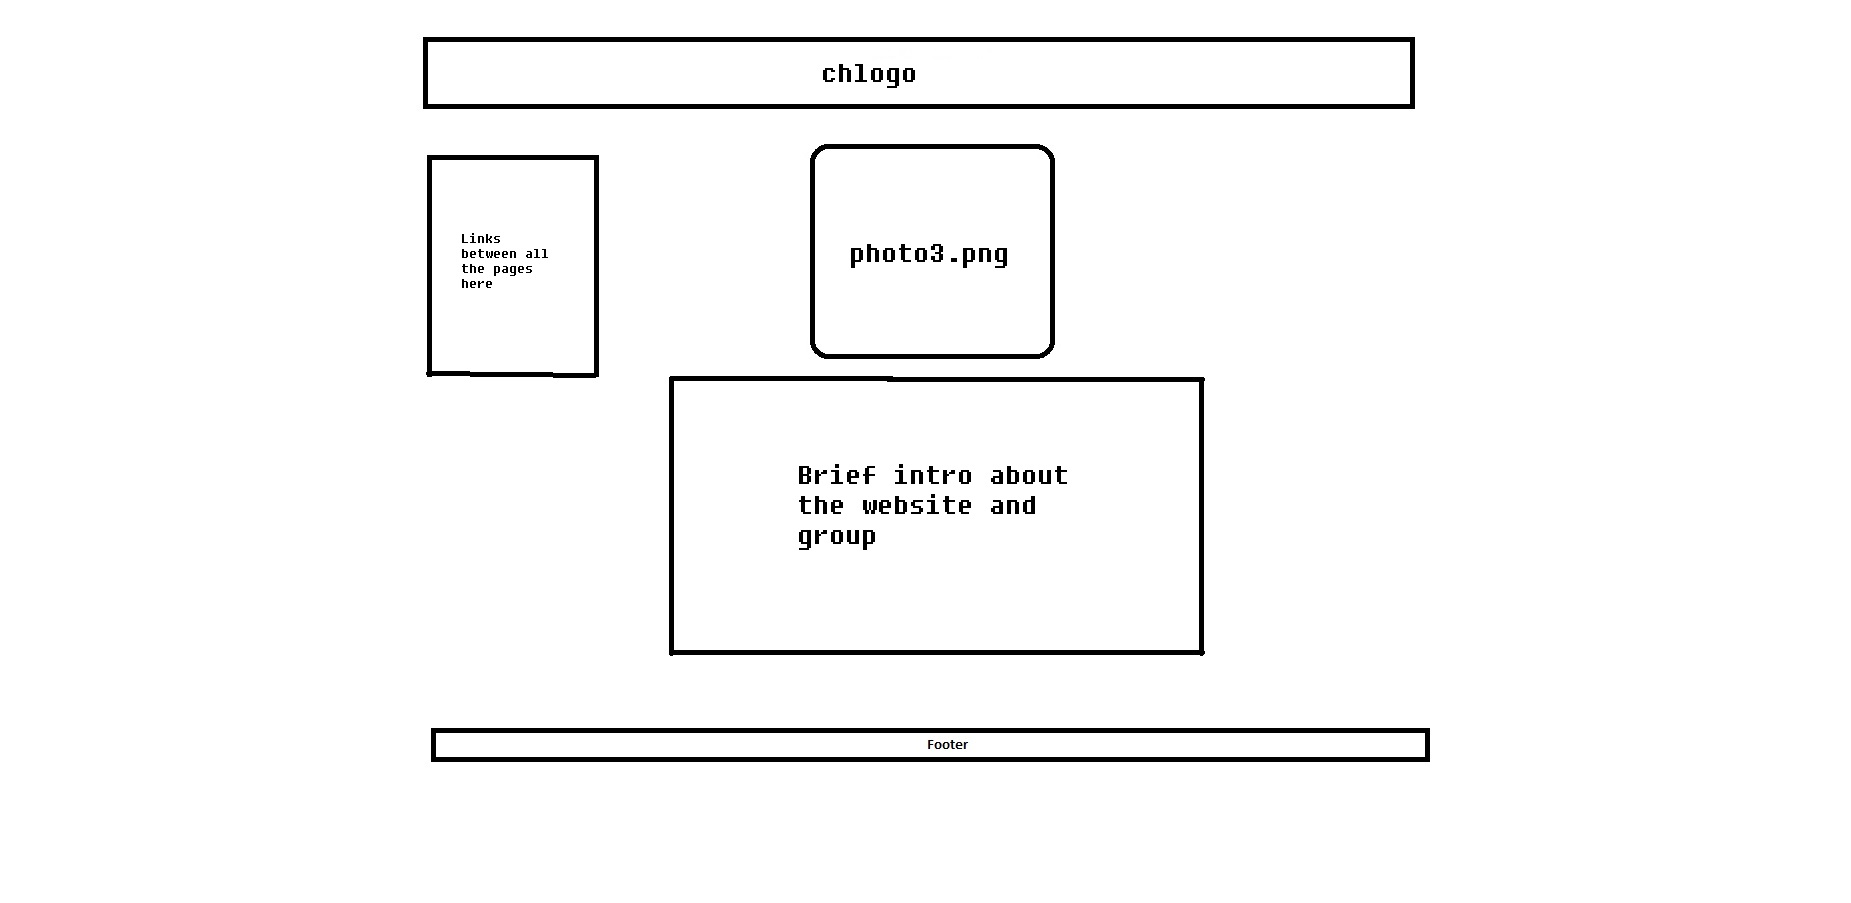 chlogo
Links
between all
the pages
here
photo3.png
Brief intro about
the website and
group
Footer